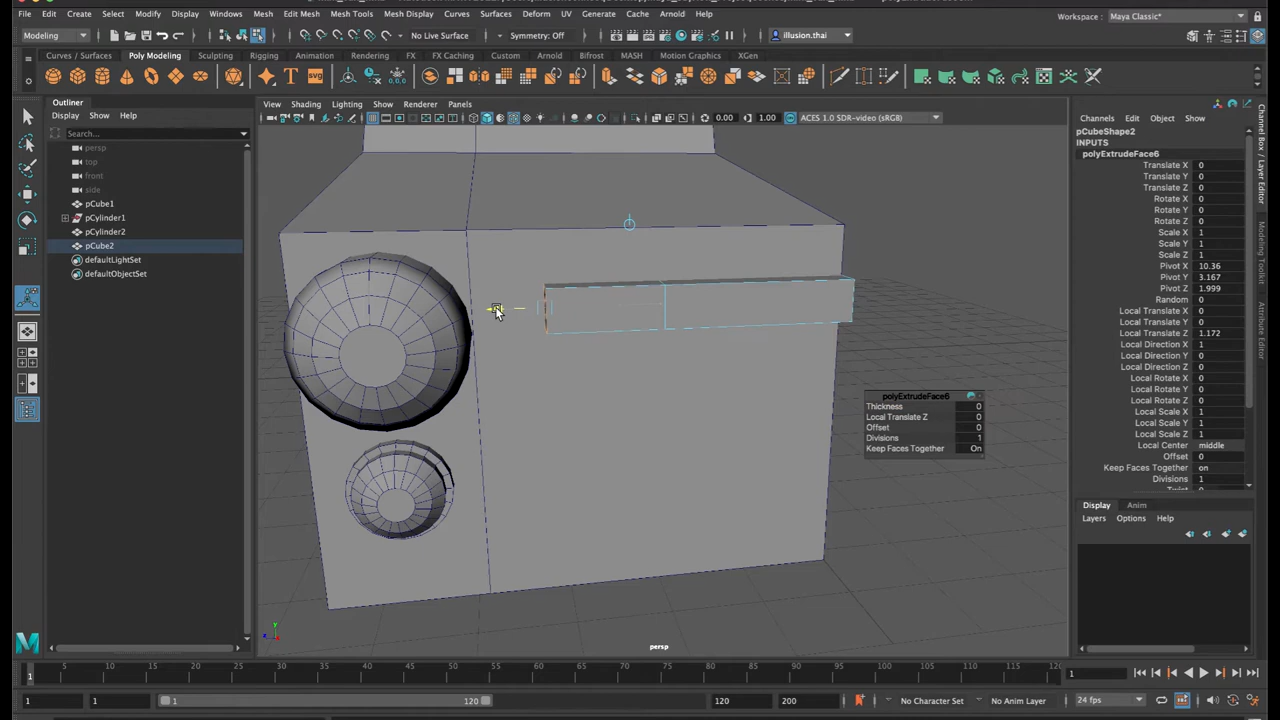 File Edit Create Select Modify Display Windows Mesh Edit Mesh Mesh Tools Mesh Display Curves Surfaces Deform UV Generate Cache Arnold Help Workspace: Maya Classic*
Modeling No Live Surface Symmetry: Off illusion.thai
Curves / Surfaces Poly Modeling Sculpting Rigging Animation Rendering FX FX Caching Custom Arnold Bifrost MASH Motion Graphics XGen
Outliner
Display Show Help
Search...
persp
top
front
side
pCube1
pCylinder1
pCylinder2
pCube2
defaultLightSet
defaultObjectSet
View Shading Lighting Show Renderer Panels
0.00 1.00 ACES 1.0 SDR-video (sRGB)
polyExtrudeFace6
Thickness 0
Local Translate Z 0
Offset 0
Divisions 1
Keep Faces Together On
persp
Channels Edit Object Show
pCubeShape2
INPUTS
polyExtrudeFace6
Translate X 0
Translate Y 0
Translate Z 0
Rotate X 0
Rotate Y 0
Rotate Z 0
Scale X 1
Scale Y 1
Scale Z 1
Pivot X 10.36
Pivot Y 3.167
Pivot Z 1.999
Random 0
Local Translate X 0
Local Translate Y 0
Local Translate Z 1.172
Local Direction X 1
Local Direction Y 0
Local Direction Z 0
Local Rotate X 0
Local Rotate Y 0
Local Rotate Z 0
Local Scale X 1
Local Scale Y 1
Local Scale Z 1
Local Center middle
Offset 0
Keep Faces Together on
Divisions 1
Display Anim
Layers Options Help
Channel Box / Layer Editor
Modeling Toolkit
Attribute Editor
5 10 15 20 25 30 35 40 45 50 55 60 65 70 75 80 85 90 95 100 105 110 115 120
1 1
1 1 1 120 120 200 No Character Set No Anim Layer 24 fps